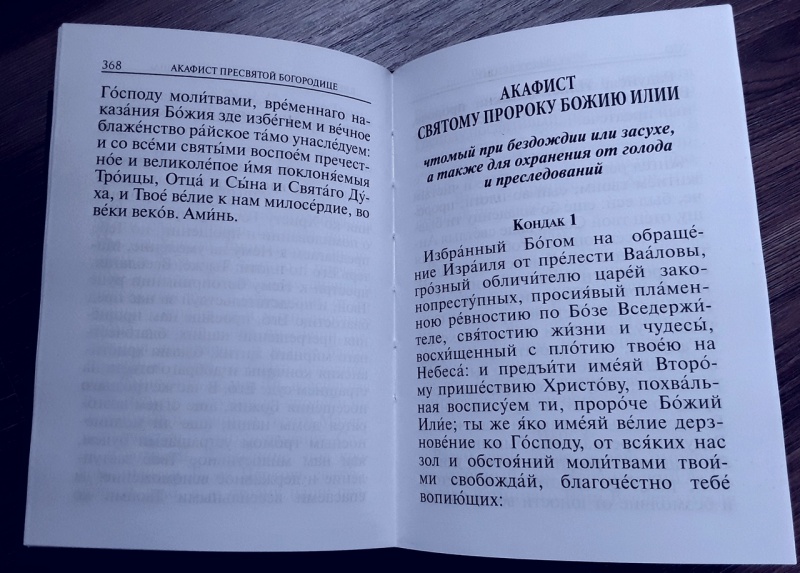 368
АКАФИСТ ПРЕСВЯТОЙ БОГОРОДИЦЕ
Го́споду моли́твами, вре́меннаго на-
каза́ния Бо́жия зде избе́гнем и ве́чное
блаже́нство ра́йское та́мо унасле́дуем:
и со все́ми святы́ми воспое́м пречест-
но́е и великоле́пое и́мя покланя́емыя
Тро́ицы, Отца́ и Сы́на и Свята́го Ду́-
ха, и Твое́ ве́лие к нам милосе́рдие, во
ве́ки веко́в. Ами́нь.
АКАФИСТ
СВЯТОМУ ПРОРОКУ БОЖИЮ ИЛИИ
чтомый при бездождии или засухе,
а также для охранения от голода
и преследований
Кондак 1
Избра́нный Бо́гом на обраще́-
ние Изра́иля от пре́лести Ваа́ловы,
гро́зный обличи́телю царе́й зако-
нопресту́пных, просия́вый пла́мен-
ною ре́вностию по Бо́зе Вседержи́-
теле, свя́тостию жи́зни и чудесы́,
восхи́щенный с пло́тию твое́ю на
Небеса́: и предъи́ти име́яй Второ́-
му прише́ствию Христо́ву, похва́ль-
ная воспису́ем ти, проро́че Бо́жий
Илие́; ты же я́ко име́яй ве́лие дерз-
нове́ние ко Го́споду, от вся́ких нас
зол и обстоя́ний моли́твами твои́-
ми свобожда́й, благоче́стно тебе́
вопию́щих: